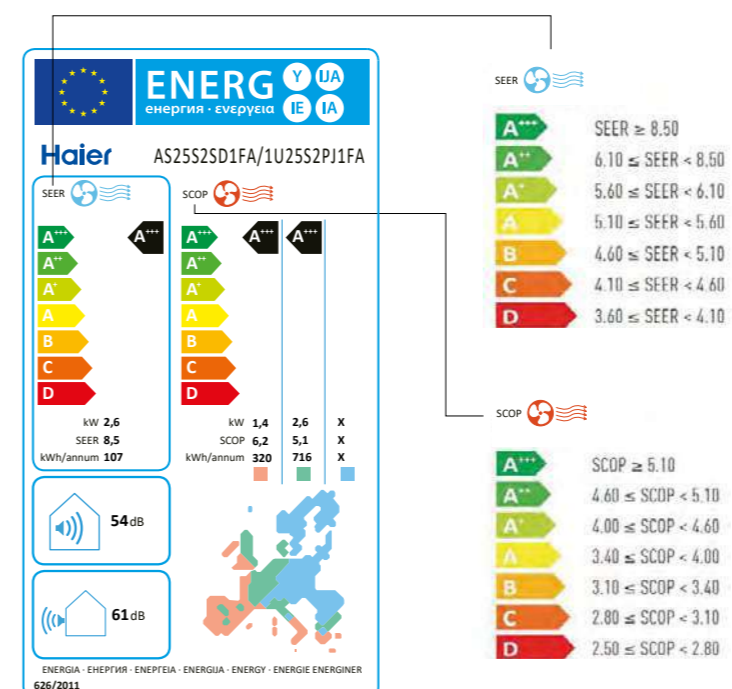 ENERG Y IJA
енергия · ενεργεια IE IA
Haier AS25S2SD1FA/1U25S2PJ1FA
SEER
A+++ A+++
A++
A+
A
B
C
D
kW 2,6
SEER 8,5
kWh/annum 107
SCOP
A+++ A+++ A+++
A++
A+
A
B
C
D
kW 1,4 2,6 X
SCOP 6,2 5,1 X
kWh/annum 320 716 X
54dB
61dB
ENERGIA · ЕНЕРГИЯ · ΕΝΕΡΓΕΙΑ · ENERGIJA · ENERGY · ENERGIE ENERGINER
626/2011
SEER
A+++ SEER ≥ 8.50
A++ 6.10 ≤ SEER < 8.50
A+ 5.60 ≤ SEER < 6.10
A 5.10 ≤ SEER < 5.60
B 4.60 ≤ SEER < 5.10
C 4.10 ≤ SEER < 4.60
D 3.60 ≤ SEER < 4.10
SCOP
A+++ SCOP ≥ 5.10
A++ 4.60 ≤ SCOP < 5.10
A+ 4.00 ≤ SCOP < 4.60
A 3.40 ≤ SCOP < 4.00
B 3.10 ≤ SCOP < 3.40
C 2.80 ≤ SCOP < 3.10
D 2.50 ≤ SCOP < 2.80